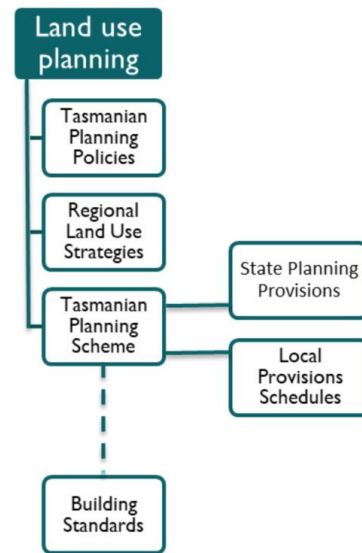 Land use
planning
Tasmanian
Planning
Policies
Regional
Land Use
Strategies
Tasmanian
Planning
Scheme
State Planning
Provisions
Local
Provisions
Schedules
Building
Standards